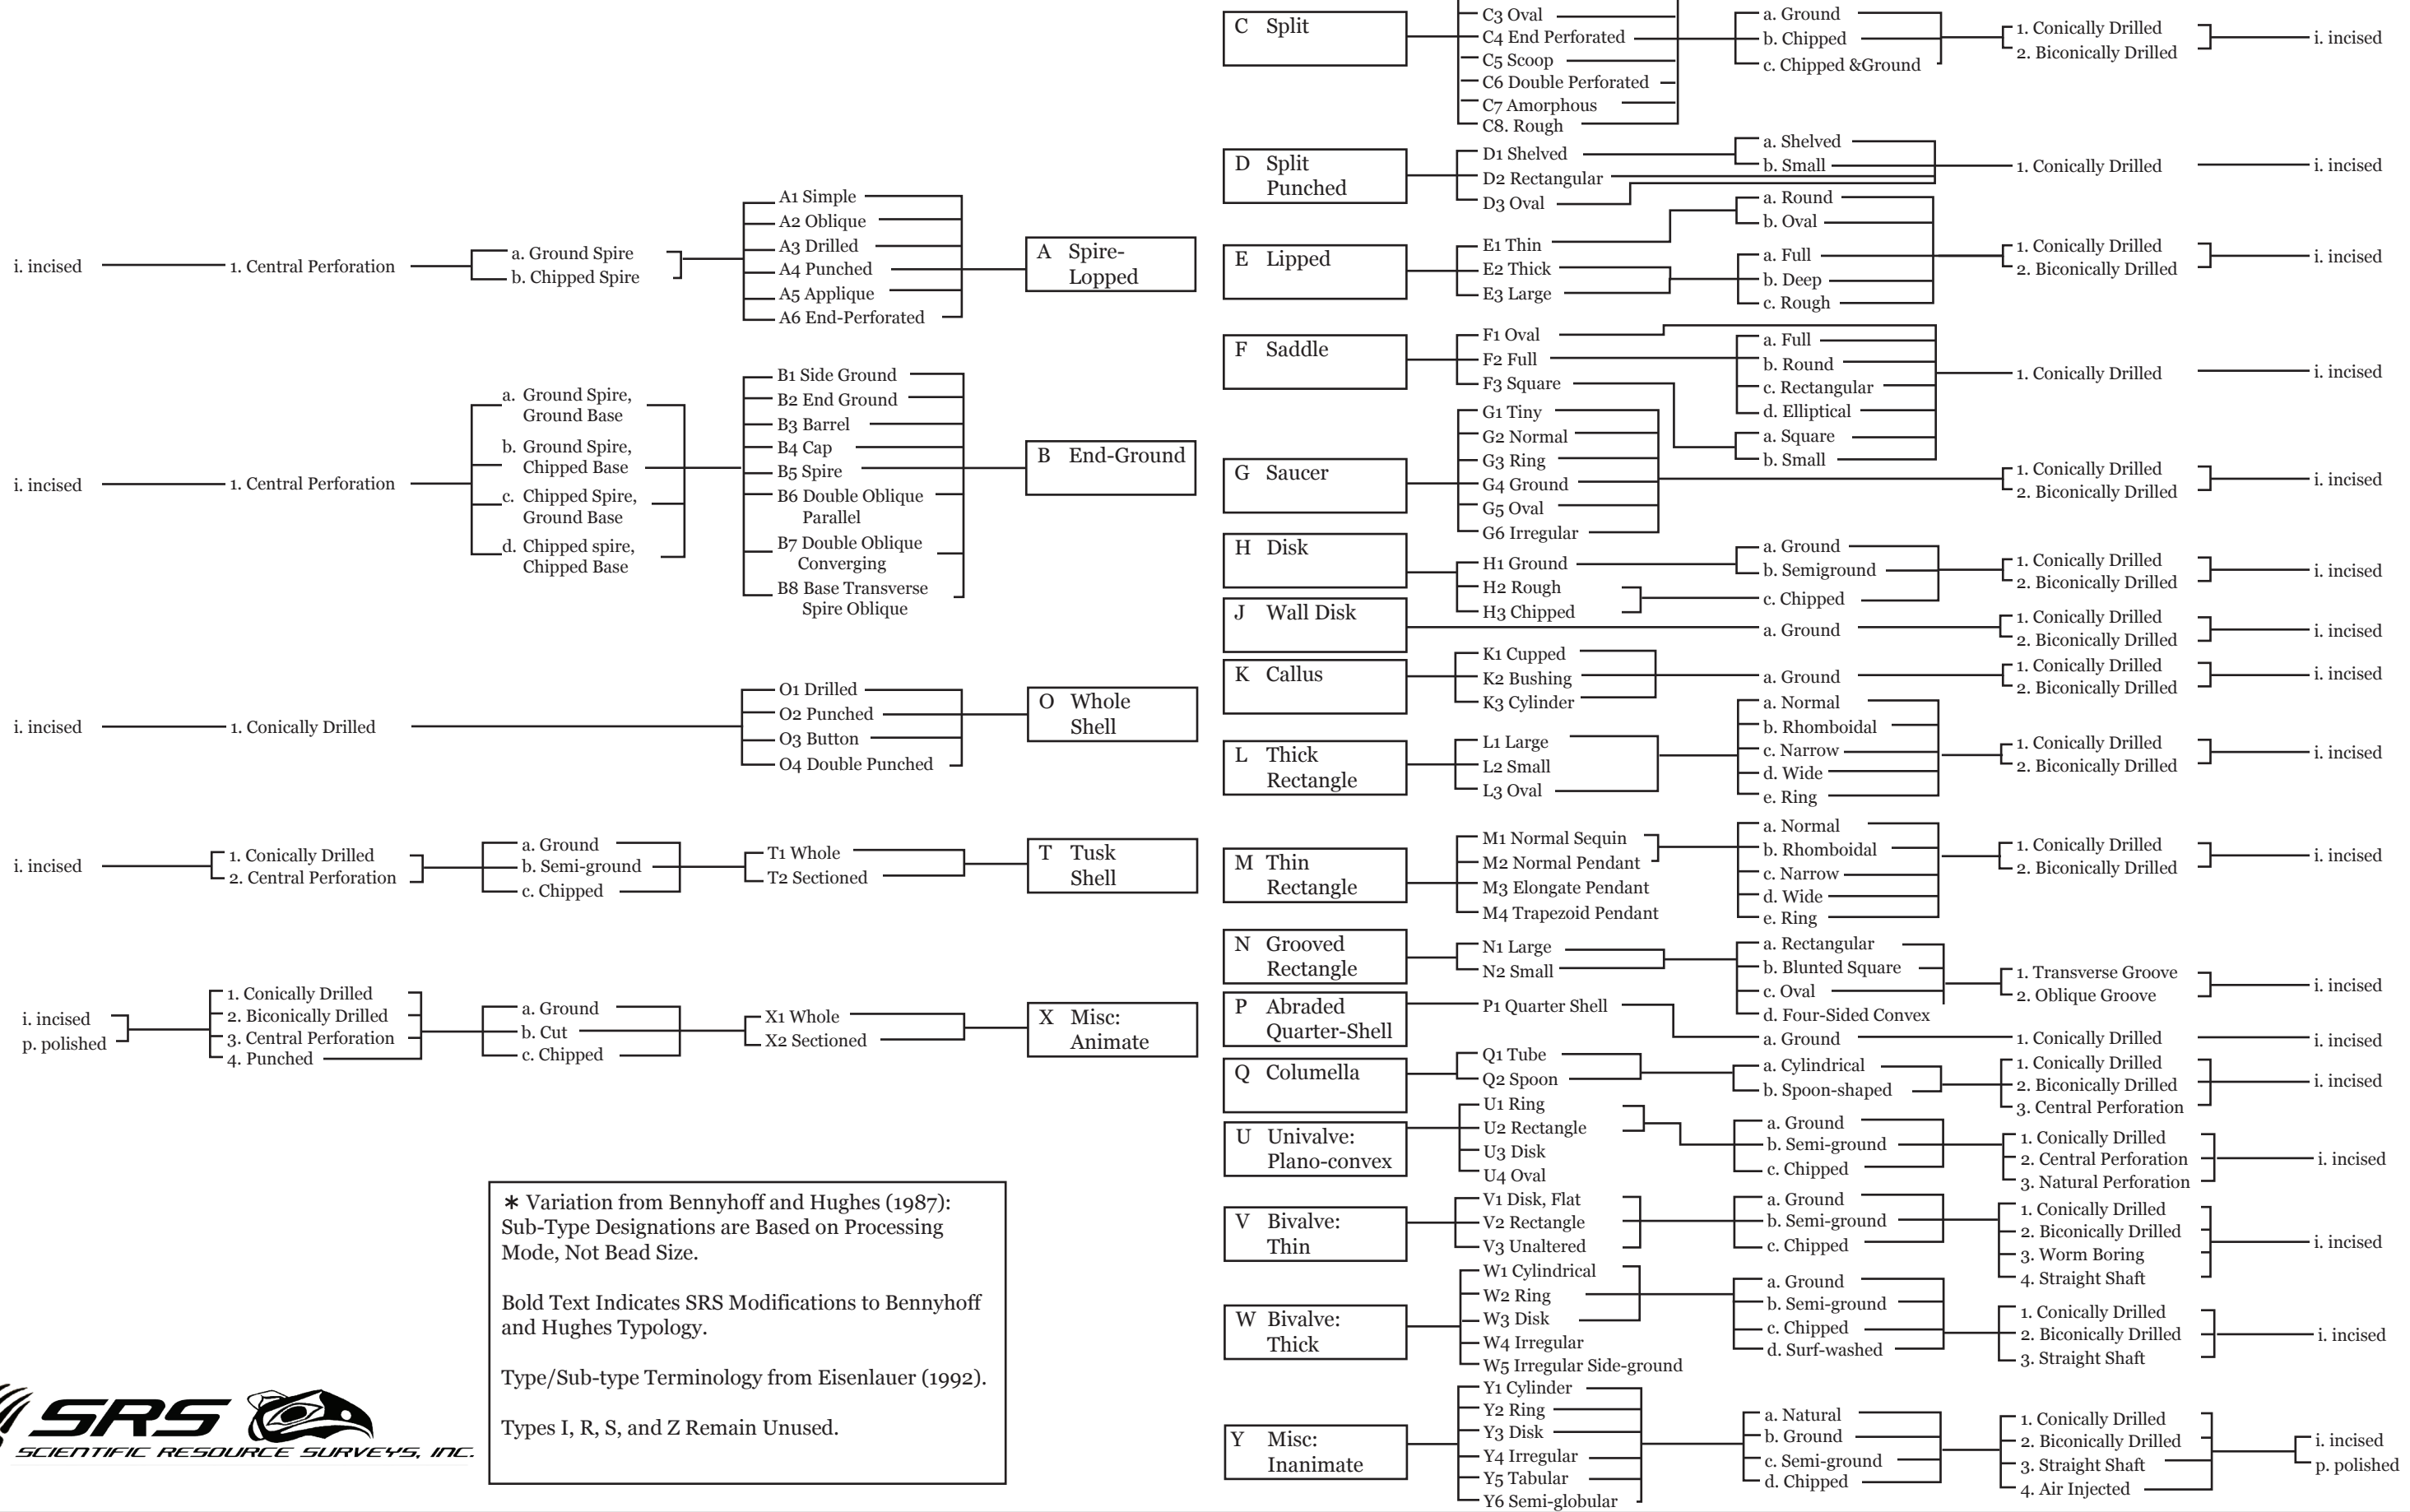 i. incised
1. Central Perforation
a. Ground Spire
b. Chipped Spire
A1 Simple
A2 Oblique
A3 Drilled
A4 Punched
A5 Applique
A6 End-Perforated
A Spire-
Lopped
i. incised
1. Central Perforation
a. Ground Spire,
Ground Base
b. Ground Spire,
Chipped Base
c. Chipped Spire,
Ground Base
d. Chipped spire,
Chipped Base
B1 Side Ground
B2 End Ground
B3 Barrel
B4 Cap
B5 Spire
B6 Double Oblique
Parallel
B7 Double Oblique
Converging
B8 Base Transverse
Spire Oblique
B End-Ground
i. incised
1. Conically Drilled
O1 Drilled
O2 Punched
O3 Button
O4 Double Punched
O Whole
Shell
i. incised
1. Conically Drilled
2. Central Perforation
a. Ground
b. Semi-ground
c. Chipped
T1 Whole
T2 Sectioned
T Tusk
Shell
i. incised
p. polished
1. Conically Drilled
2. Biconically Drilled
3. Central Perforation
4. Punched
a. Ground
b. Cut
c. Chipped
X1 Whole
X2 Sectioned
X Misc:
Animate
* Variation from Bennyhoff and Hughes (1987):
Sub-Type Designations are Based on Processing
Mode, Not Bead Size.
Bold Text Indicates SRS Modifications to Bennyhoff
and Hughes Typology.
Type/Sub-type Terminology from Eisenlauer (1992).
Types I, R, S, and Z Remain Unused.
SRS
SCIENTIFIC RESOURCE SURVEYS, INC.
C Split
C3 Oval
C4 End Perforated
C5 Scoop
C6 Double Perforated
C7 Amorphous
C8. Rough
a. Ground
b. Chipped
c. Chipped &Ground
1. Conically Drilled
2. Biconically Drilled
i. incised
D Split
Punched
D1 Shelved
D2 Rectangular
D3 Oval
a. Shelved
b. Small
1. Conically Drilled
i. incised
E Lipped
E1 Thin
E2 Thick
E3 Large
a. Round
b. Oval
a. Full
b. Deep
c. Rough
1. Conically Drilled
2. Biconically Drilled
i. incised
F Saddle
F1 Oval
F2 Full
F3 Square
a. Full
b. Round
c. Rectangular
d. Elliptical
a. Square
b. Small
1. Conically Drilled
i. incised
G Saucer
G1 Tiny
G2 Normal
G3 Ring
G4 Ground
G5 Oval
G6 Irregular
1. Conically Drilled
2. Biconically Drilled
i. incised
H Disk
H1 Ground
H2 Rough
H3 Chipped
a. Ground
b. Semiground
c. Chipped
1. Conically Drilled
2. Biconically Drilled
i. incised
J Wall Disk
a. Ground
1. Conically Drilled
2. Biconically Drilled
i. incised
K Callus
K1 Cupped
K2 Bushing
K3 Cylinder
a. Ground
1. Conically Drilled
2. Biconically Drilled
i. incised
L Thick
Rectangle
L1 Large
L2 Small
L3 Oval
a. Normal
b. Rhomboidal
c. Narrow
d. Wide
e. Ring
1. Conically Drilled
2. Biconically Drilled
i. incised
M Thin
Rectangle
M1 Normal Sequin
M2 Normal Pendant
M3 Elongate Pendant
M4 Trapezoid Pendant
a. Normal
b. Rhomboidal
c. Narrow
d. Wide
e. Ring
1. Conically Drilled
2. Biconically Drilled
i. incised
N Grooved
Rectangle
N1 Large
N2 Small
a. Rectangular
b. Blunted Square
c. Oval
d. Four-Sided Convex
1. Transverse Groove
2. Oblique Groove
i. incised
P Abraded
Quarter-Shell
P1 Quarter Shell
a. Ground
1. Conically Drilled
i. incised
Q Columella
Q1 Tube
Q2 Spoon
a. Cylindrical
b. Spoon-shaped
1. Conically Drilled
2. Biconically Drilled
3. Central Perforation
i. incised
U Univalve:
Plano-convex
U1 Ring
U2 Rectangle
U3 Disk
U4 Oval
a. Ground
b. Semi-ground
c. Chipped
1. Conically Drilled
2. Central Perforation
3. Natural Perforation
i. incised
V Bivalve:
Thin
V1 Disk, Flat
V2 Rectangle
V3 Unaltered
a. Ground
b. Semi-ground
c. Chipped
1. Conically Drilled
2. Biconically Drilled
3. Worm Boring
4. Straight Shaft
i. incised
W Bivalve:
Thick
W1 Cylindrical
W2 Ring
W3 Disk
W4 Irregular
W5 Irregular Side-ground
a. Ground
b. Semi-ground
c. Chipped
d. Surf-washed
1. Conically Drilled
2. Biconically Drilled
3. Straight Shaft
i. incised
Y Misc:
Inanimate
Y1 Cylinder
Y2 Ring
Y3 Disk
Y4 Irregular
Y5 Tabular
Y6 Semi-globular
a. Natural
b. Ground
c. Semi-ground
d. Chipped
1. Conically Drilled
2. Biconically Drilled
3. Straight Shaft
4. Air Injected
i. incised
p. polished